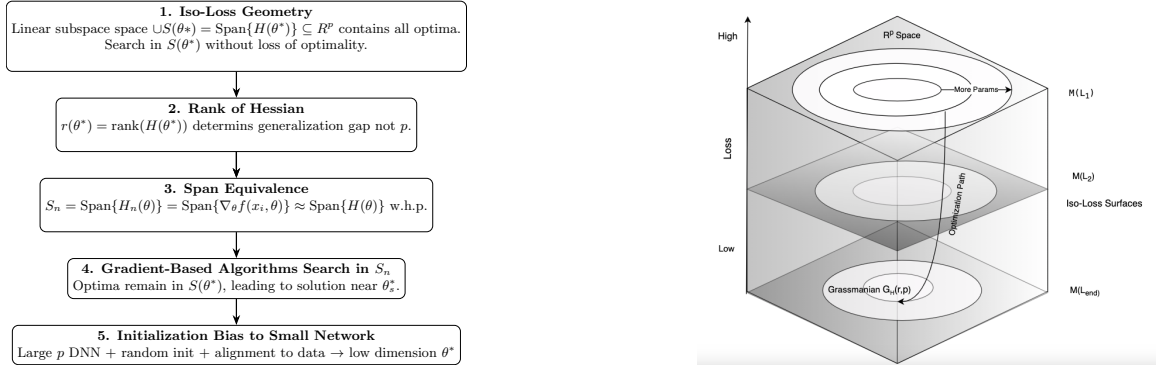 1. Iso-Loss Geometry
Linear subspace space ∪S(θ∗) = Span{H(θ*)} ⊆ R^p contains all optima.
Search in S(θ*) without loss of optimality.
2. Rank of Hessian
r(θ*) = rank(H(θ*)) determins generalization gap not p.
3. Span Equivalence
S_n = Span{H_n(θ)} = Span{∇_θ f(x_i, θ)} ≈ Span{H(θ)} w.h.p.
4. Gradient-Based Algorithms Search in S_n
Optima remain in S(θ*), leading to solution near θ_s^*.
5. Initialization Bias to Small Network
Large p DNN + random init + alignment to data → low dimension θ*
High
Loss
Low
R^p Space
More Params
Optimization Path
Grassmanian G_H(r,p)
M(L_1)
M(L_2)
Iso-Loss Surfaces
M(L_end)